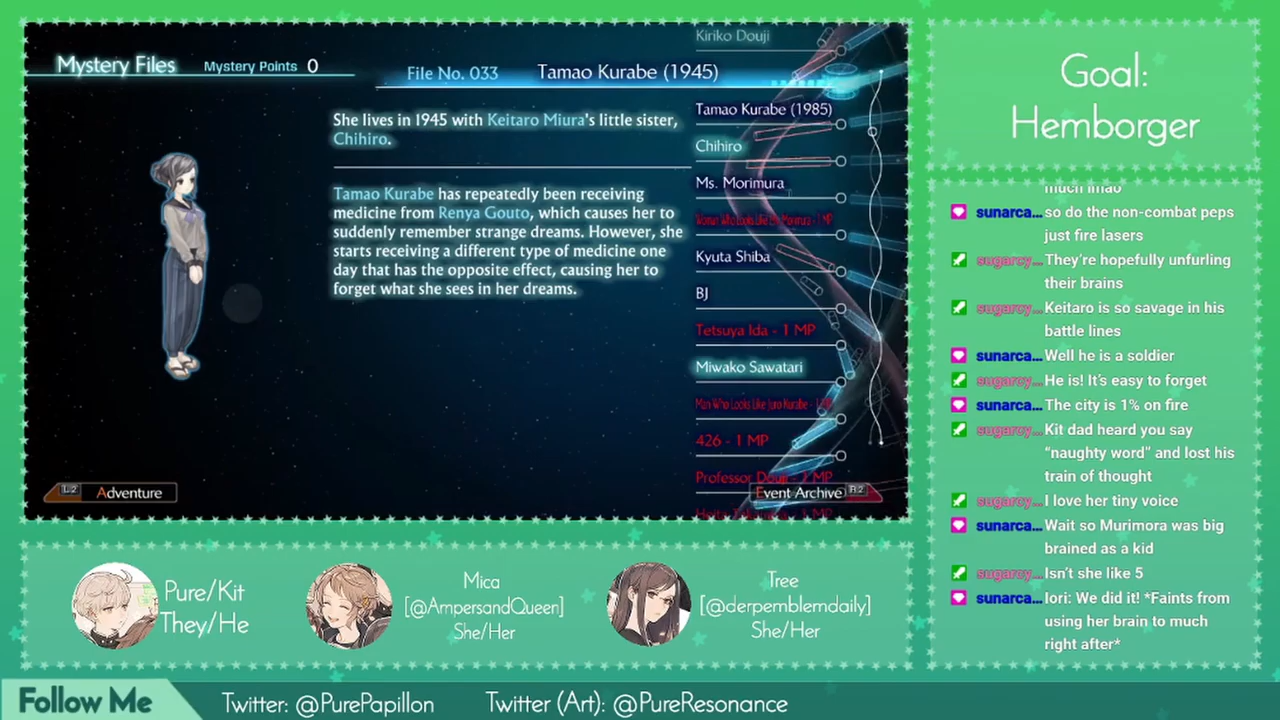 Mystery Files
Mystery Points 0
File No. 033
Tamao Kurabe (1945)
She lives in 1945 with Keitaro Miura's little sister,
Chihiro.
Tamao Kurabe has repeatedly been receiving
medicine from Renya Gouto, which causes her to
suddenly remember strange dreams. However, she
starts receiving a different type of medicine one
day that has the opposite effect, causing her to
forget what she sees in her dreams.
Kiriko Douji
Tamao Kurabe (1985)
Chihiro
Ms. Morimura
Kyuta Shiba
BJ
Tetsuya Ida - 1 MP
Miwako Sawatari
Man Who Looks Like Juro Kurabe - 1 MP
426 - 1 MP
Professor Douji
L2 Adventure
Event Archive R2
Goal:
Hemborger
much lmao
sunarca... so do the non-combat peps
just fire lasers
sugarcy... They're hopefully unfurling
their brains
sugarcy... Keitaro is so savage in his
battle lines
sunarca... Well he is a soldier
sugarcy... He is! It's easy to forget
sunarca... The city is 1% on fire
sugarcy... Kit dad heard you say
"naughty word" and lost his
train of thought
sugarcy... I love her tiny voice
sunarca... Wait so Murimora was big
brained as a kid
sugarcy... Isn't she like 5
sunarca... Iori: We did it! *Faints from
using her brain to much
right after*
Pure/Kit
They/He
Mica
[@AmpersandQueen]
She/Her
Tree
[@derpemblemdaily]
She/Her
Follow Me
Twitter: @PurePapillon
Twitter (Art): @PureResonance